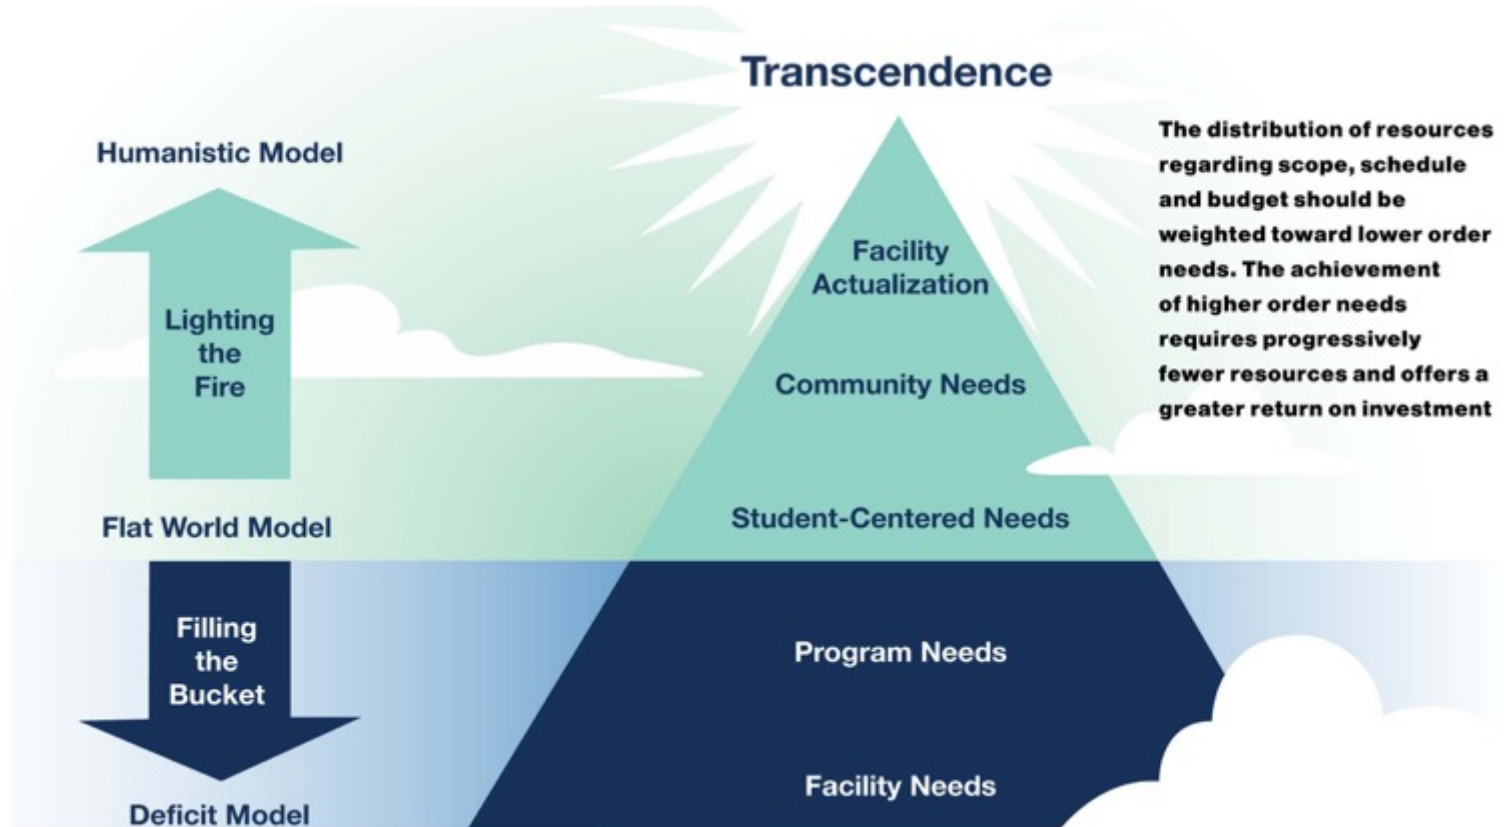 Transcendence
Humanistic Model
Lighting
the
Fire
Flat World Model
Filling
the
Bucket
Deficit Model
Facility
Actualization
Community Needs
Student-Centered Needs
Program Needs
Facility Needs
The distribution of resources
regarding scope, schedule
and budget should be
weighted toward lower order
needs. The achievement
of higher order needs
requires progressively
fewer resources and offers a
greater return on investment